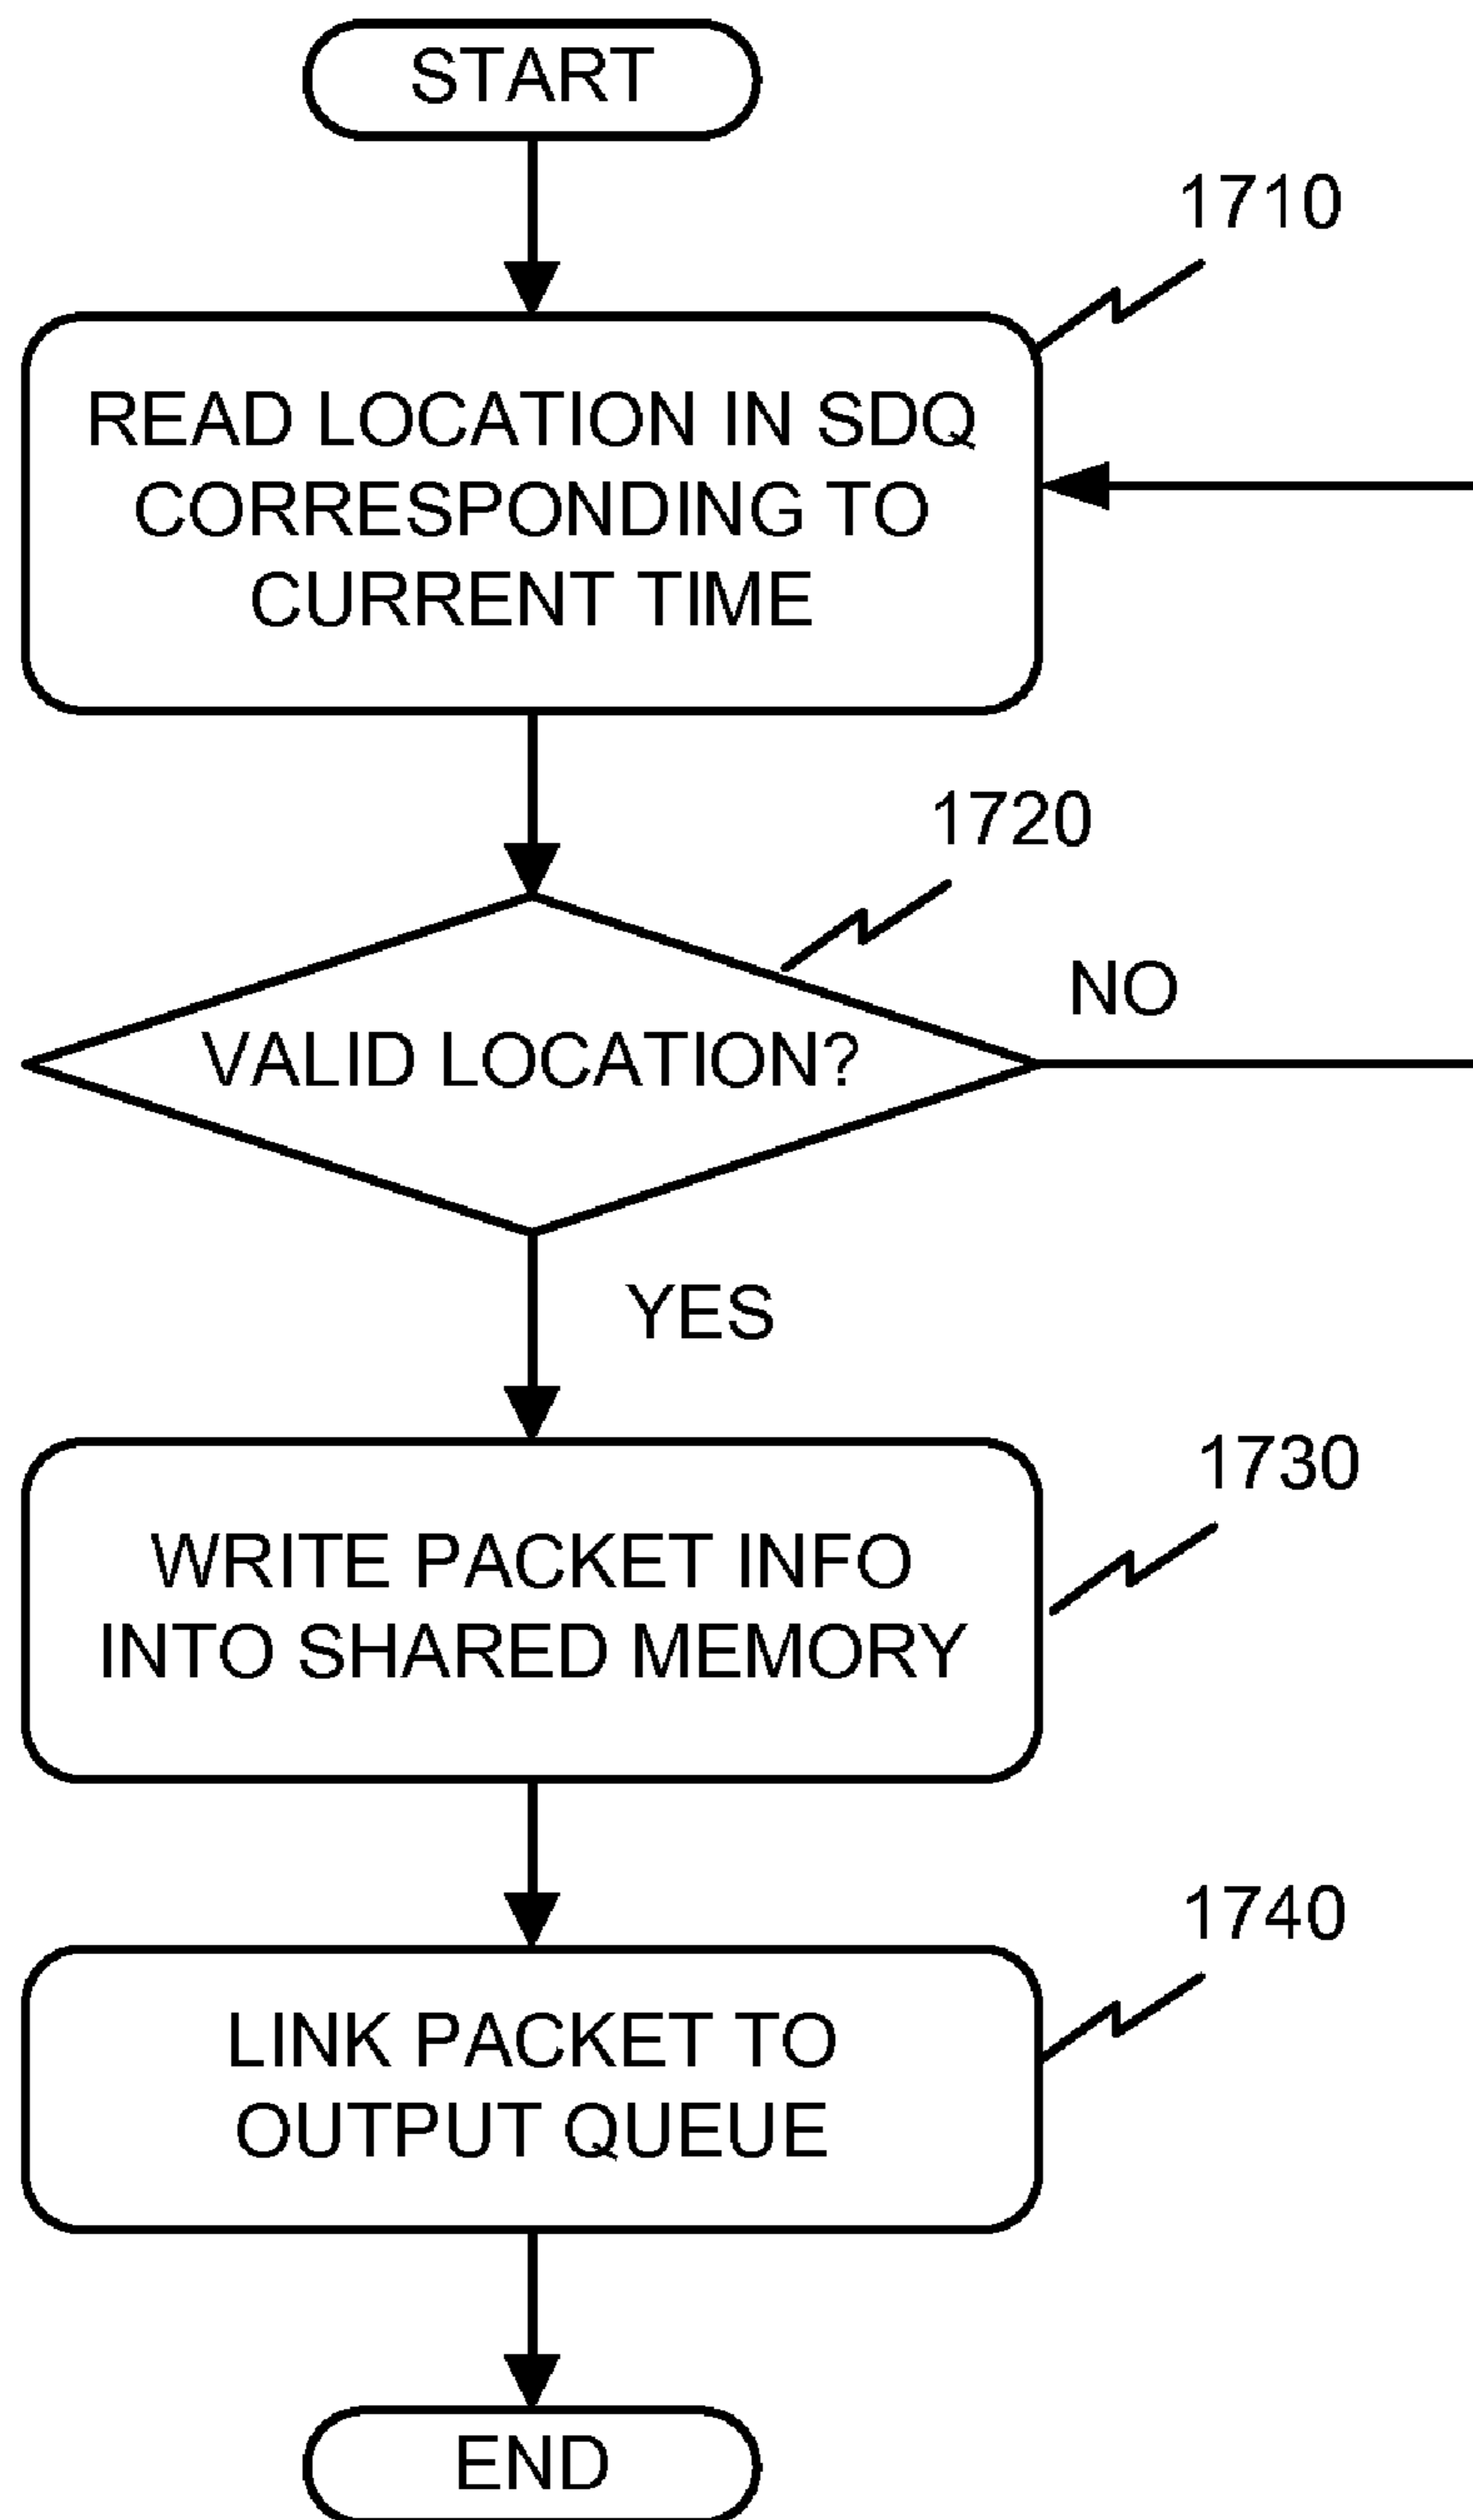 START
1710
READ LOCATION IN SDQ
CORRESPONDING TO
CURRENT TIME
1720
NO
VALID LOCATION?
YES
1730
WRITE PACKET INFO
INTO SHARED MEMORY
1740
LINK PACKET TO
OUTPUT QUEUE
END